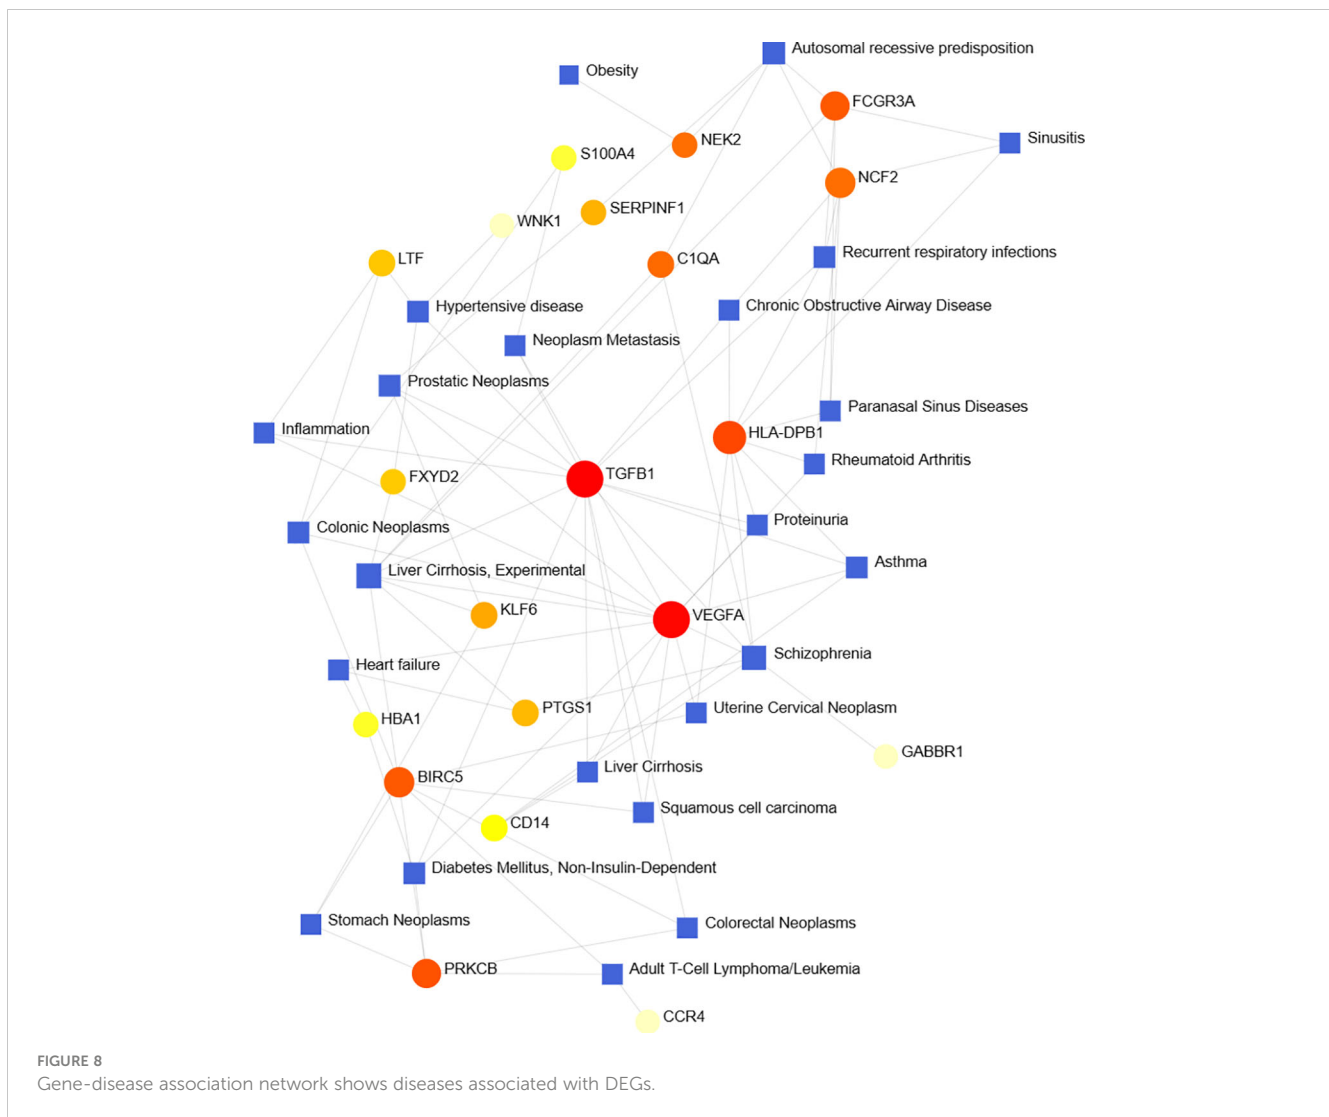 Autosomal recessive predisposition
Obesity
FCGR3A
Sinusitis
NEK2
S100A4
NCF2
SERPINF1
WNK1
Recurrent respiratory infections
LTF
C1QA
Hypertensive disease
Chronic Obstructive Airway Disease
Neoplasm Metastasis
Prostatic Neoplasms
Paranasal Sinus Diseases
Inflammation
HLA-DPB1
Rheumatoid Arthritis
TGFB1
FXYD2
Proteinuria
Colonic Neoplasms
Asthma
Liver Cirrhosis, Experimental
KLF6
VEGFA
Schizophrenia
Heart failure
PTGS1
Uterine Cervical Neoplasm
HBA1
GABBR1
Liver Cirrhosis
BIRC5
Squamous cell carcinoma
CD14
Diabetes Mellitus, Non-Insulin-Dependent
Stomach Neoplasms
Colorectal Neoplasms
PRKCB
Adult T-Cell Lymphoma/Leukemia
CCR4
FIGURE 8
Gene-disease association network shows diseases associated with DEGs.